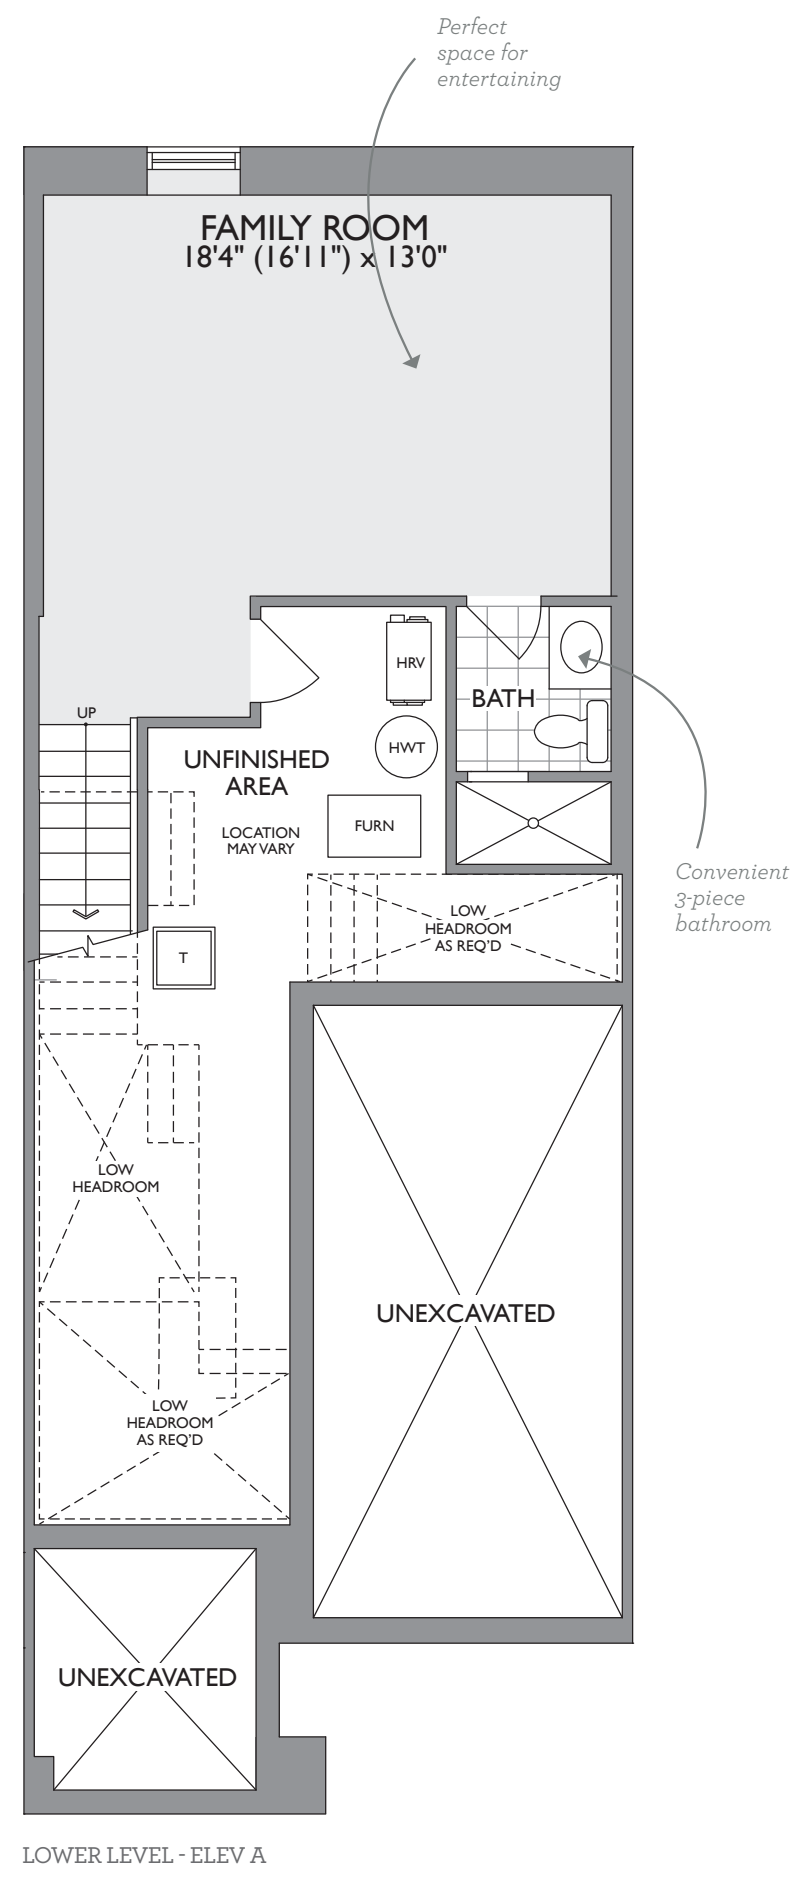 Perfect
space for
entertaining
FAMILY ROOM
18'4" (16'11") x 13'0"
UP
HRV
BATH
HWT
UNFINISHED
AREA
LOCATION
MAY VARY
FURN
Convenient
3-piece
bathroom
LOW
HEADROOM
AS REQ'D
T
LOW
HEADROOM
UNEXCAVATED
LOW
HEADROOM
AS REQ'D
UNEXCAVATED
LOWER LEVEL - ELEV A